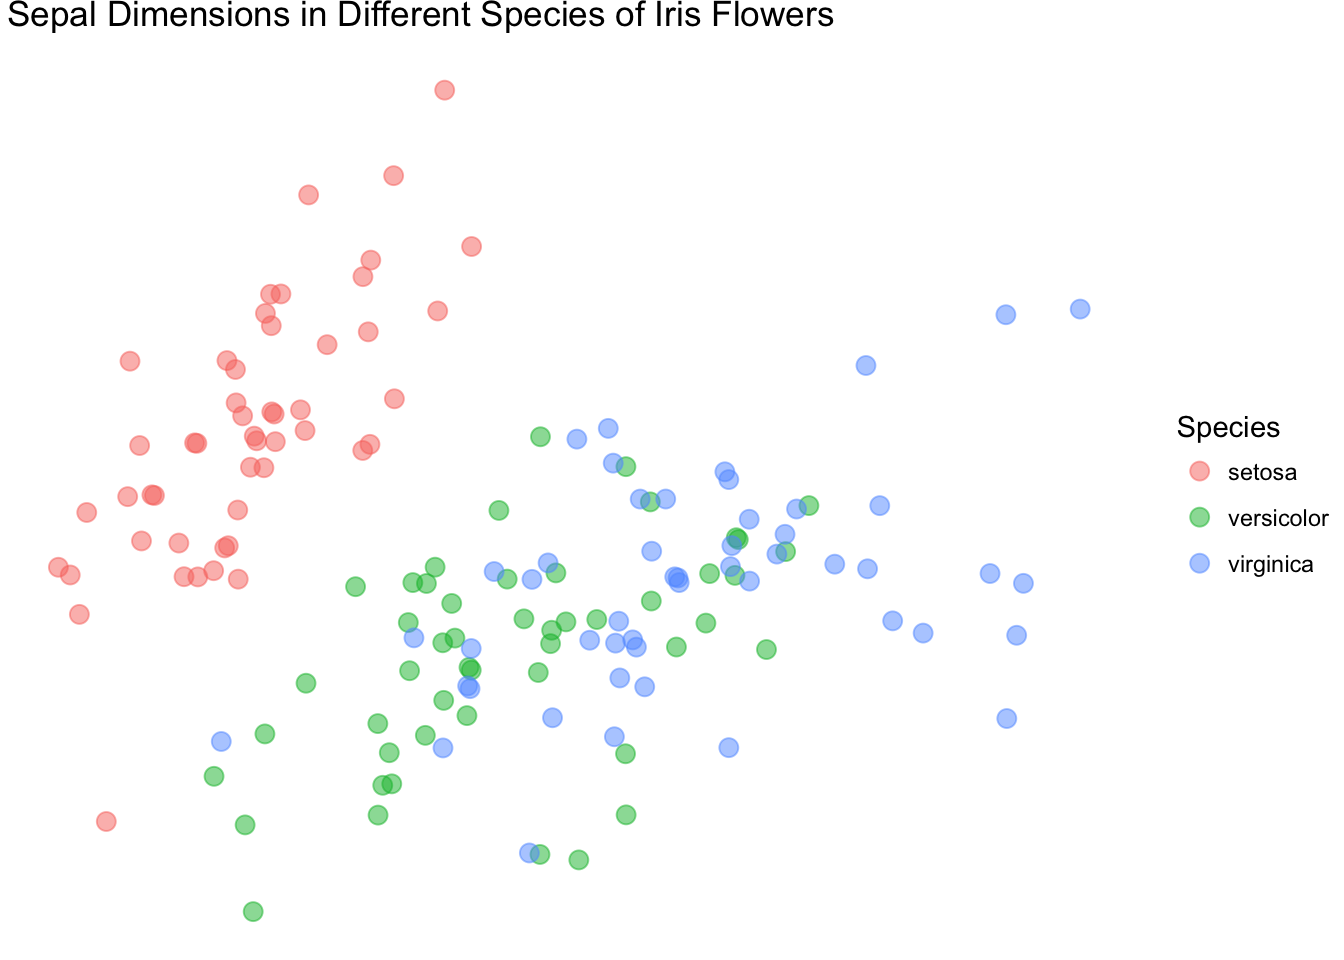 Sepal Dimensions in Different Species of Iris Flowers
Species
setosa
versicolor
virginica